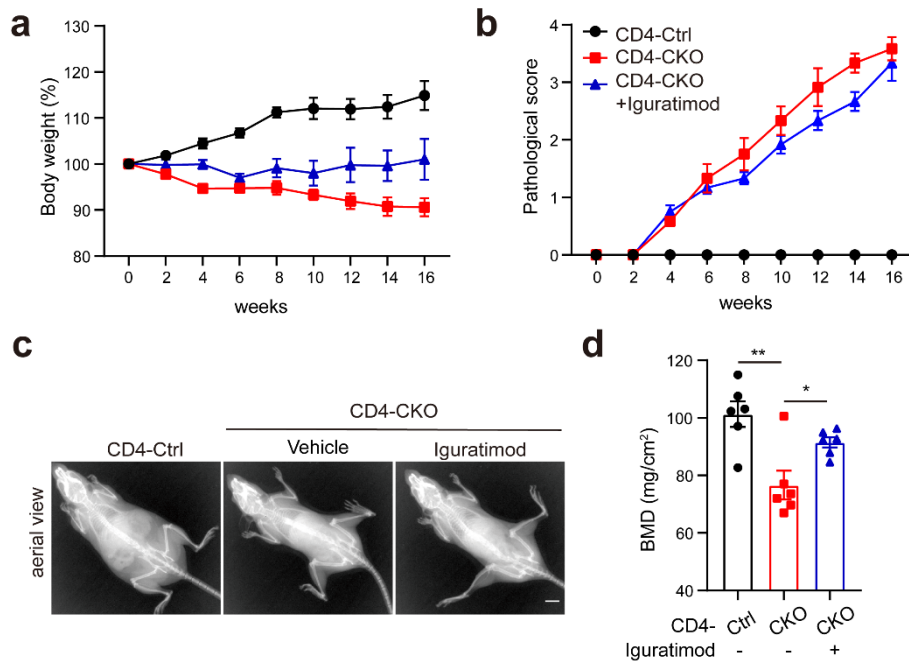 a
Body weight (%)
120
110
100
90
80
0 2 4 6 8 10 12 14 16
weeks
b
Pathological score
4
3
2
1
0
CD4-Ctrl
CD4-CKO
CD4-CKO
+Iguratimod
0 2 4 6 8 10 12 14 16
weeks
c
CD4-CKO
CD4-Ctrl Vehicle Iguratimod
aerial view
d
BMD (mg/cm²)
120
100
80
60
40
** *
CD4- Ctrl CKO CKO
Iguratimod - - +